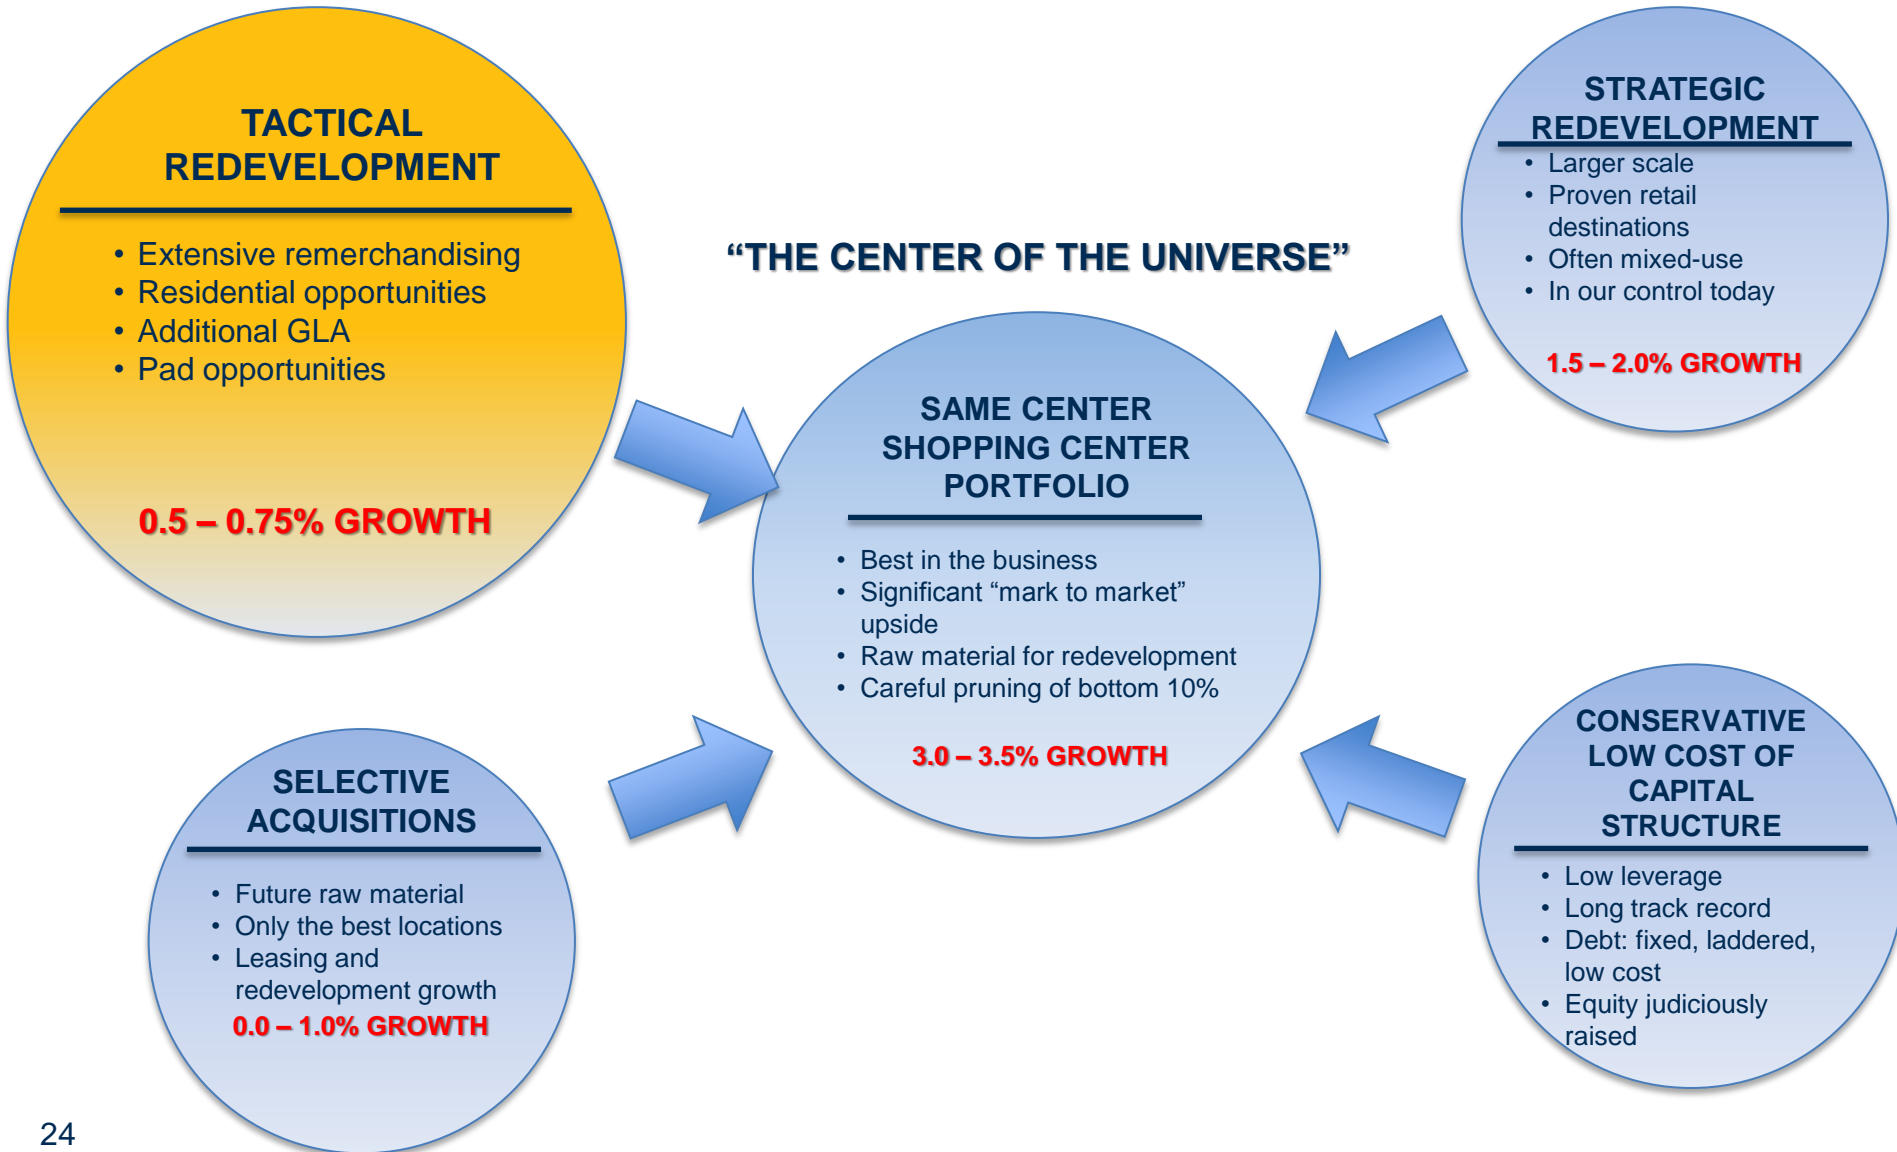 TACTICAL
REDEVELOPMENT
• Extensive remerchandising
• Residential opportunities
• Additional GLA
• Pad opportunities
0.5 – 0.75% GROWTH
“THE CENTER OF THE UNIVERSE”
STRATEGIC
REDEVELOPMENT
• Larger scale
• Proven retail
destinations
• Often mixed-use
• In our control today
1.5 – 2.0% GROWTH
SAME CENTER
SHOPPING CENTER
PORTFOLIO
• Best in the business
• Significant “mark to market”
upside
• Raw material for redevelopment
• Careful pruning of bottom 10%
3.0 – 3.5% GROWTH
SELECTIVE
ACQUISITIONS
• Future raw material
• Only the best locations
• Leasing and
redevelopment growth
0.0 – 1.0% GROWTH
CONSERVATIVE
LOW COST OF
CAPITAL
STRUCTURE
• Low leverage
• Long track record
• Debt: fixed, laddered,
low cost
• Equity judiciously
raised
24